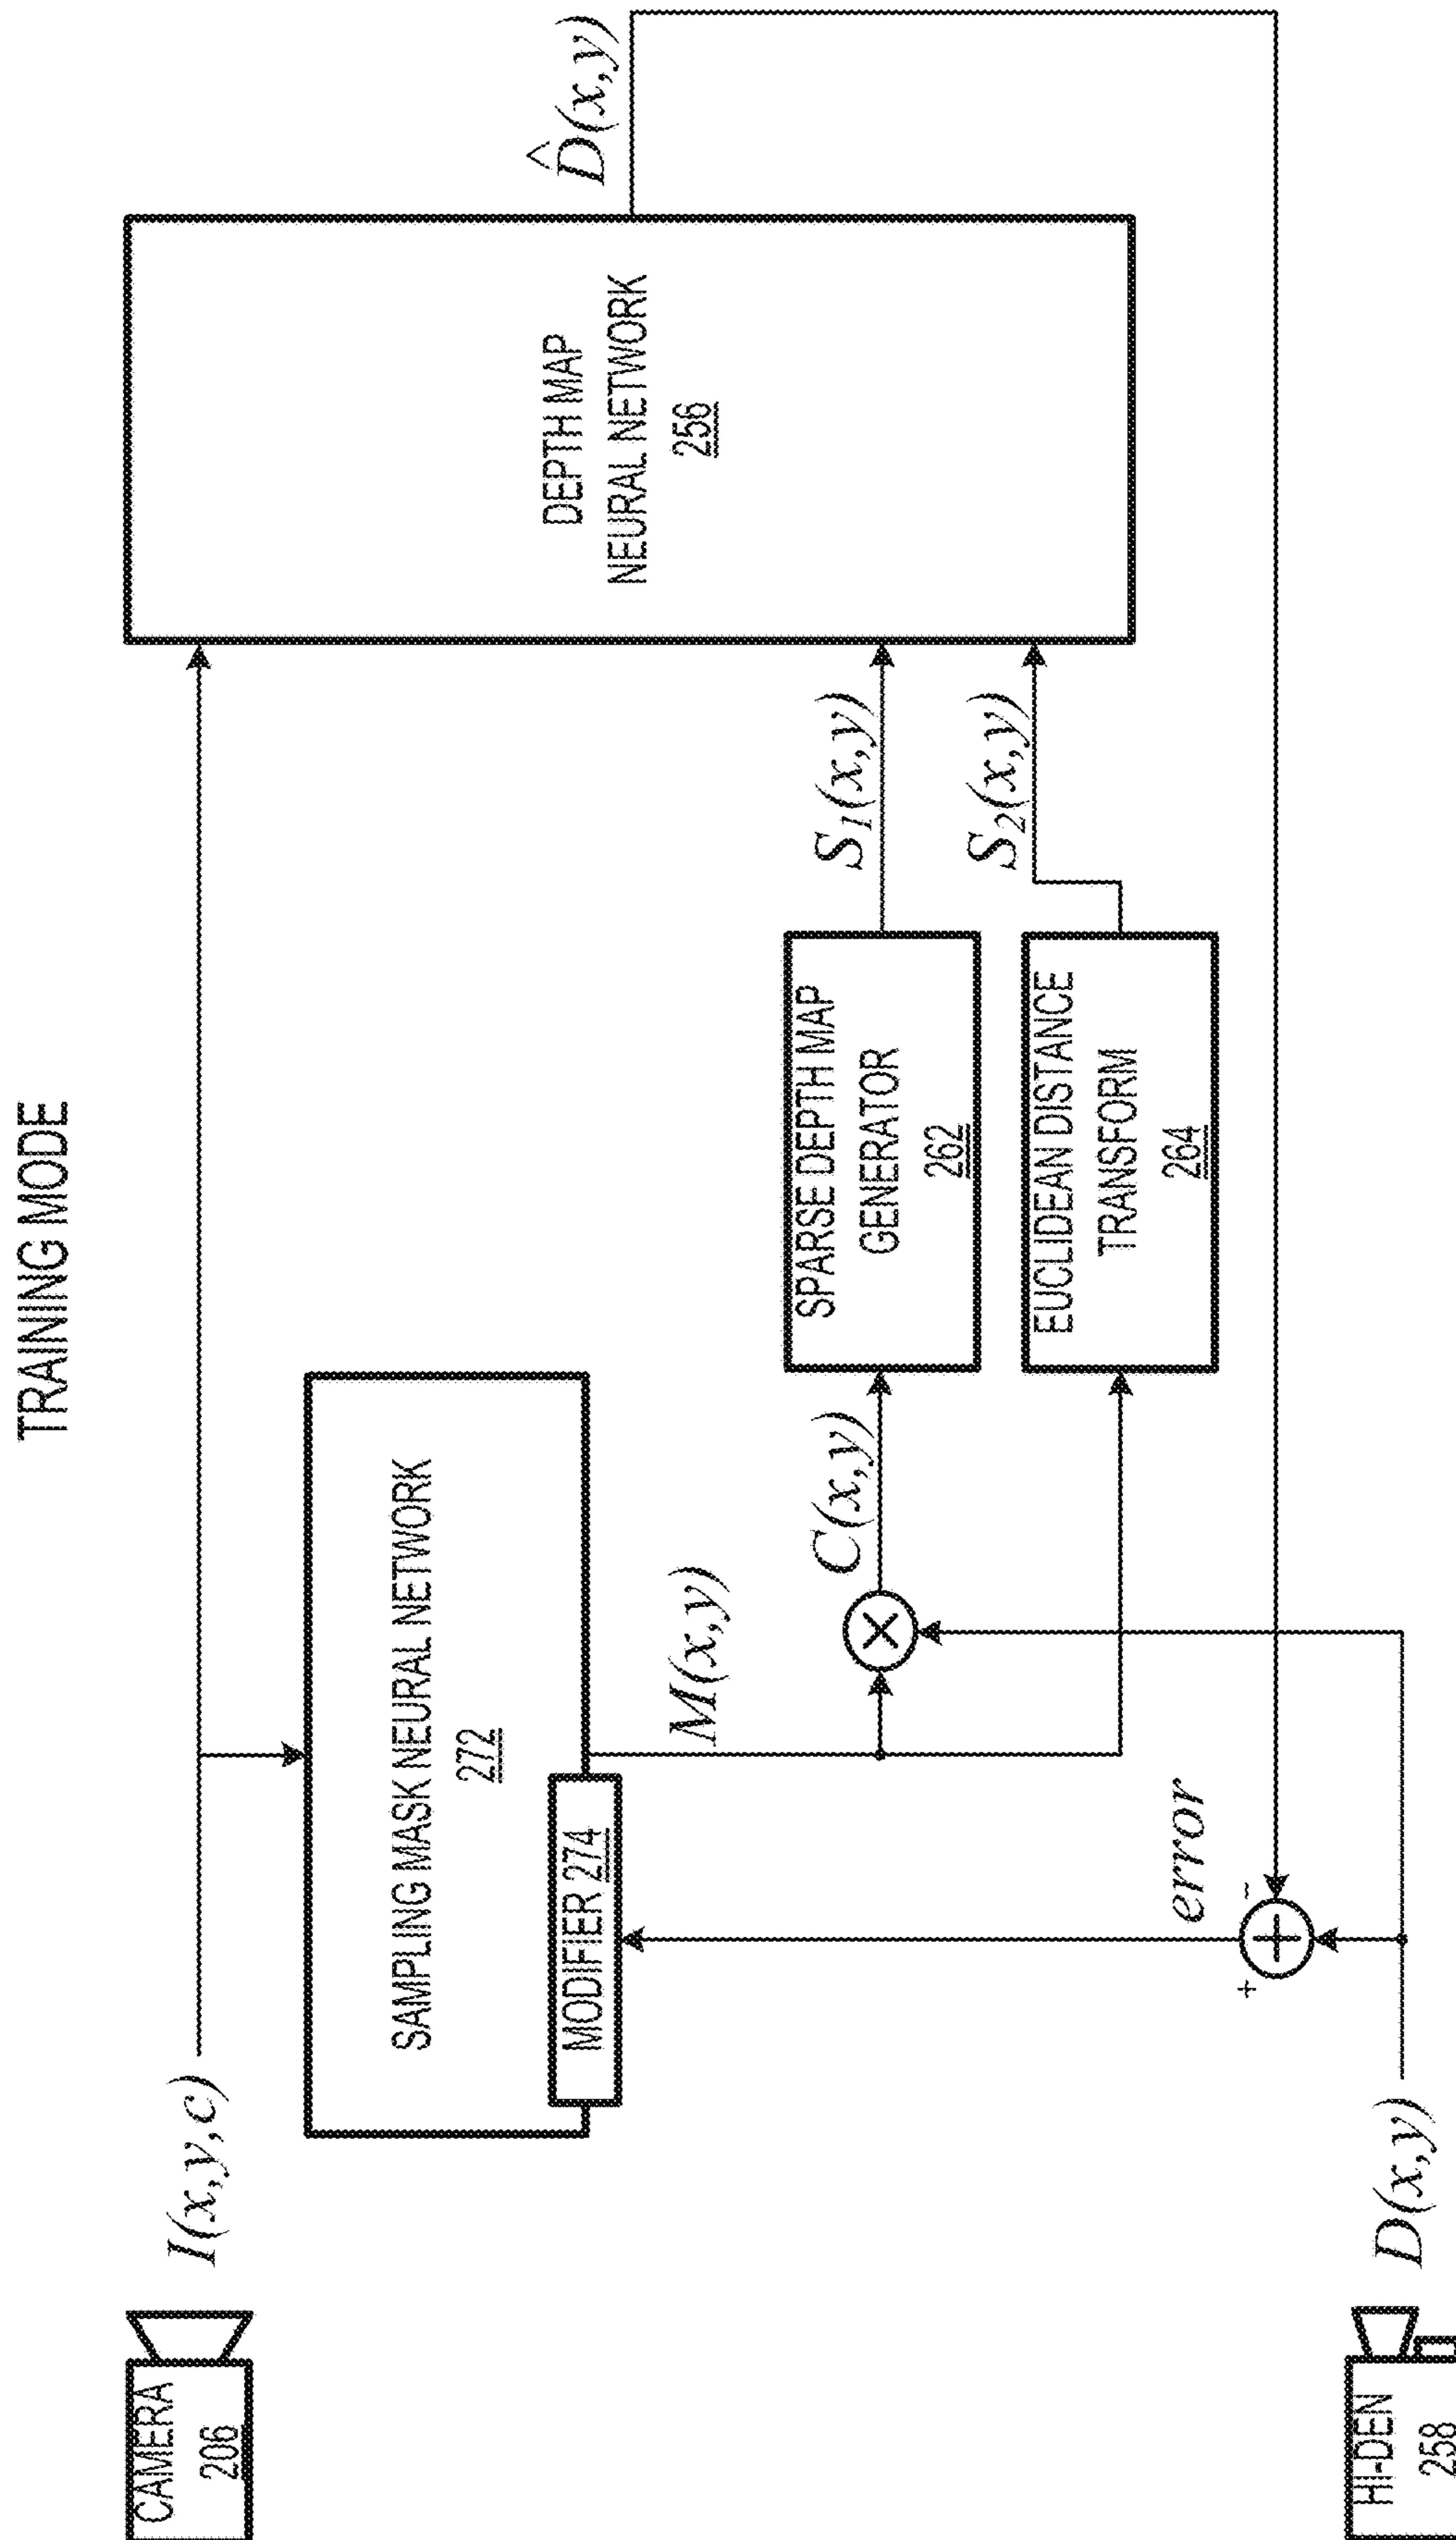 TRAINING MODE
CAMERA
206
I(x,y,c)
SAMPLING MASK NEURAL NETWORK
272
MODIFIER 274
M(x,y)
C(x,y)
SPARSE DEPTH MAP
GENERATOR
262
EUCLIDEAN DISTANCE
TRANSFORM
264
S₁(x,y)
S₂(x,y)
DEPTH MAP
NEURAL NETWORK
256
D̂(x,y)
error
+
-
HI-DEN
258
D(x,y)